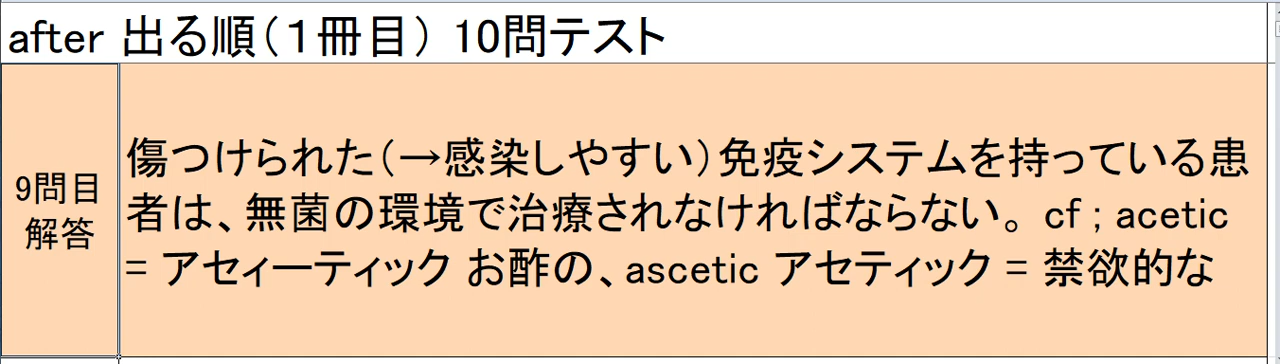 after 出る順（１冊目） 10問テスト
9問目
解答
傷つけられた（→感染しやすい）免疫システムを持っている患
者は、無菌の環境で治療されなければならない。 cf ; acetic
= アセィーティック お酢の、ascetic アセティック = 禁欲的な